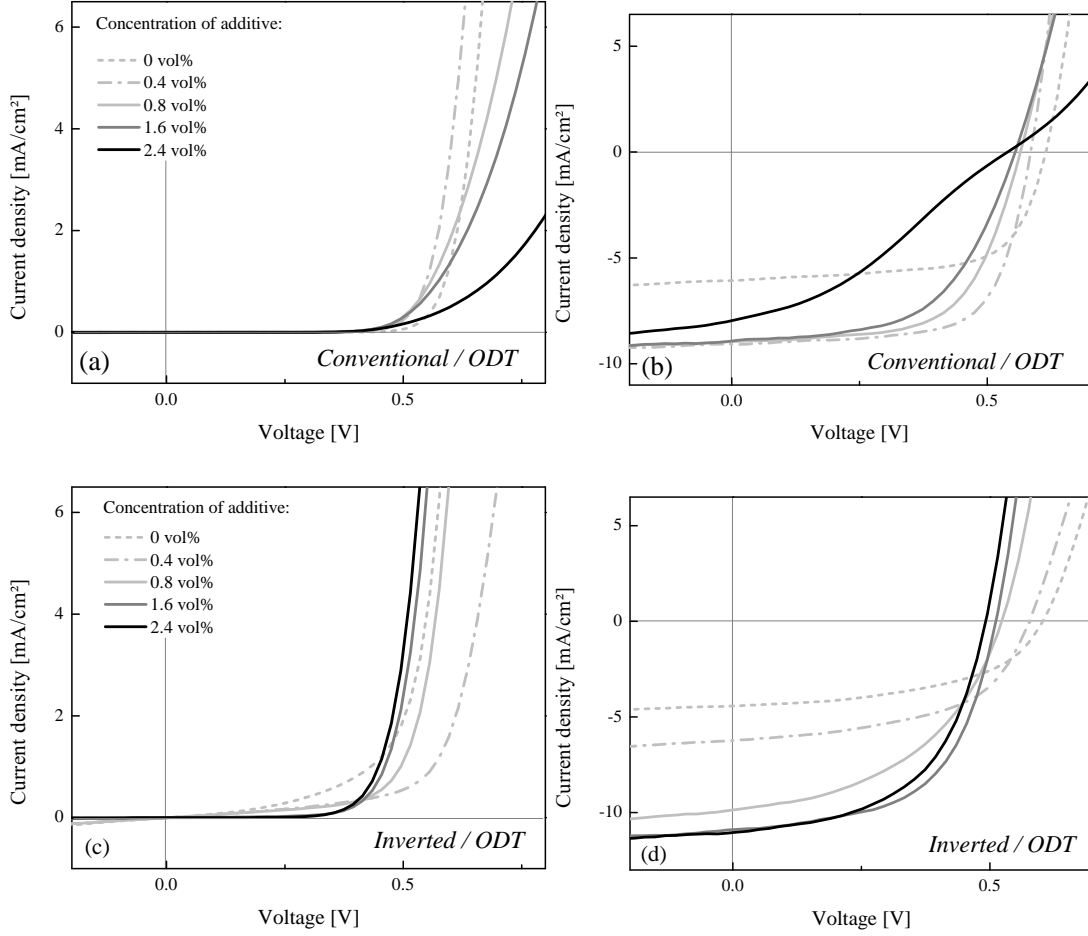 Concentration of additive:
0 vol%
0.4 vol%
0.8 vol%
1.6 vol%
2.4 vol%
6
4
2
0
Current density [mA/cm²]
(a)
Conventional / ODT
0.0
0.5
Voltage [V]
5
0
-5
-10
Current density [mA/cm²]
(b)
Conventional / ODT
0.0
0.5
Voltage [V]
Concentration of additive:
0 vol%
0.4 vol%
0.8 vol%
1.6 vol%
2.4 vol%
6
4
2
0
Current density [mA/cm²]
(c)
Inverted / ODT
0.0
0.5
Voltage [V]
5
0
-5
-10
Current density [mA/cm²]
(d)
Inverted / ODT
0.0
0.5
Voltage [V]